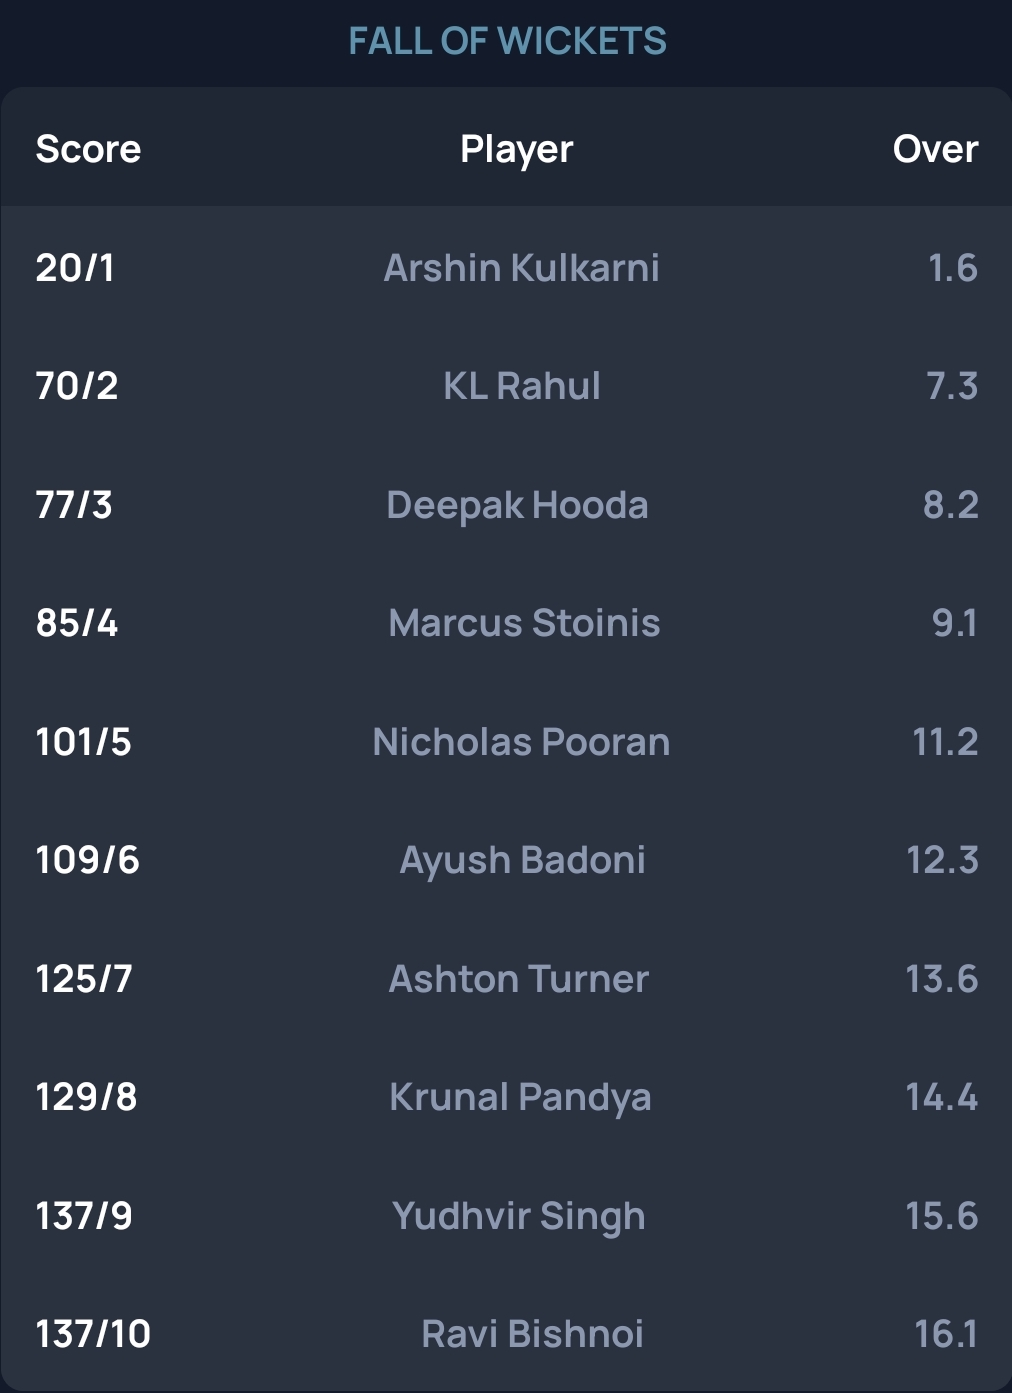 FALL OF WICKETS
Score Player Over
20/1 Arshin Kulkarni 1.6
70/2 KL Rahul 7.3
77/3 Deepak Hooda 8.2
85/4 Marcus Stoinis 9.1
101/5 Nicholas Pooran 11.2
109/6 Ayush Badoni 12.3
125/7 Ashton Turner 13.6
129/8 Krunal Pandya 14.4
137/9 Yudhvir Singh 15.6
137/10 Ravi Bishnoi 16.1